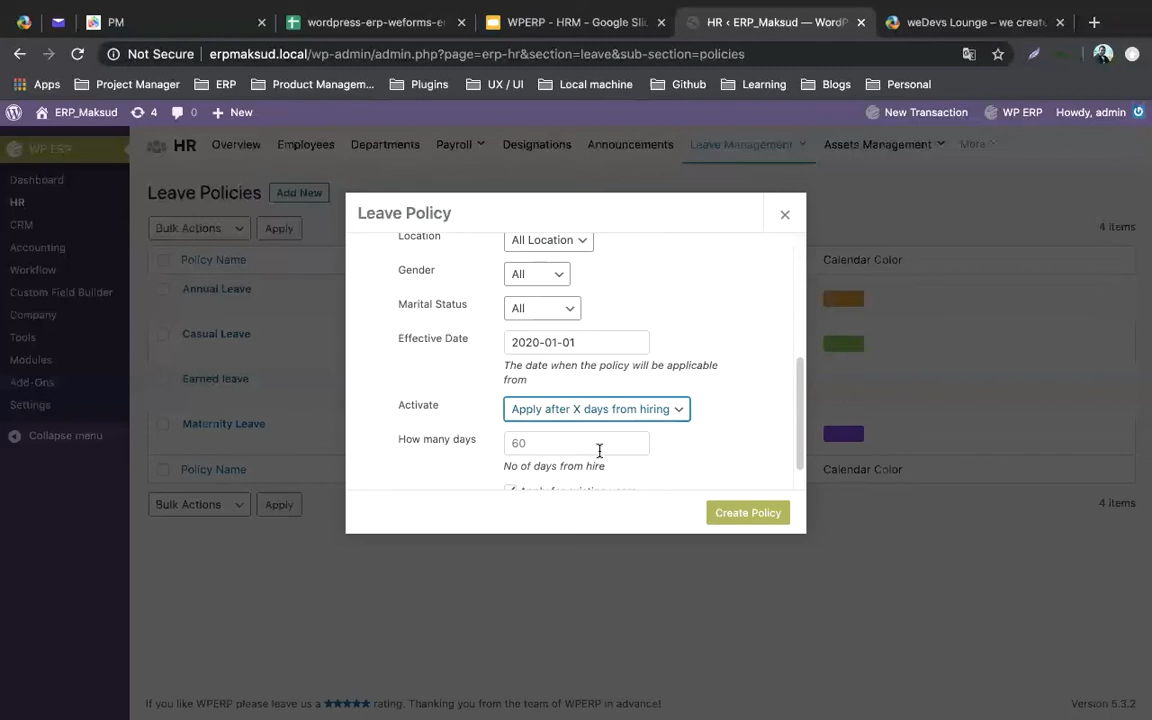 PM
wordpress-erp-weforms-er
WPERP - HRM - Google Sli
HR ‹ ERP_Maksud — WordP
weDevs Lounge – we creat
Not Secure
erpmaksud.local/wp-admin/admin.php?page=erp-hr&section=leave&sub-section=policies
Apps
Project Manager
ERP
Product Managem...
Plugins
UX / UI
Local machine
Github
Learning
Blogs
Personal
ERP_Maksud
4
0
New
New Transaction
WP ERP
Howdy, admin
WP ERP
HR
Overview
Employees
Departments
Payroll
Designations
Announcements
Leave Management
Assets Management
More
Dashboard
HR
CRM
Accounting
Workflow
Custom Field Builder
Company
Tools
Modules
Add-Ons
Settings
Collapse menu
Leave Policies
Add New
Bulk Actions
Apply
4 items
Policy Name
Calendar Color
Annual Leave
Casual Leave
Earned leave
Maternity Leave
Policy Name
Calendar Color
Bulk Actions
Apply
4 items
Leave Policy
×
Location
All Location
Gender
All
Marital Status
All
Effective Date
2020-01-01
The date when the policy will be applicable
from
Activate
Apply after X days from hiring
How many days
60
No of days from hire
Create Policy
If you like WPERP please leave us a ★★★★★ rating. Thanking you from the team of WPERP in advance!
Version 5.3.2